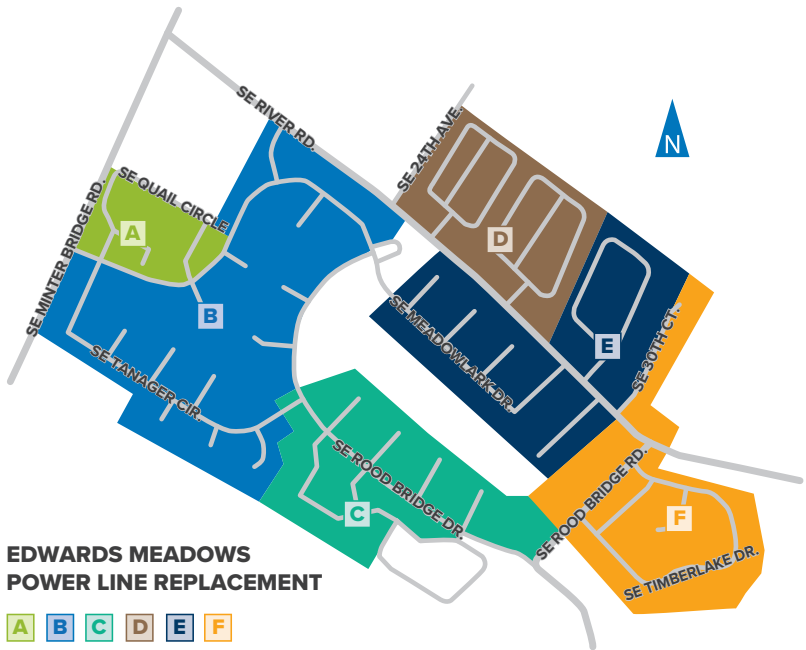 SE RIVER RD.
SE 24TH AVE.
N
SE QUAIL CIRCLE
A
SE MINTER BRIDGE RD.
D
B
SE MEADOWLARK DR.
E
SE 30TH CT.
SE TANAGER CIR.
SE ROOD BRIDGE DR.
SE ROOD BRIDGE RD.
C
F
SE TIMBERLAKE DR.
EDWARDS MEADOWS
POWER LINE REPLACEMENT
A B C D E F